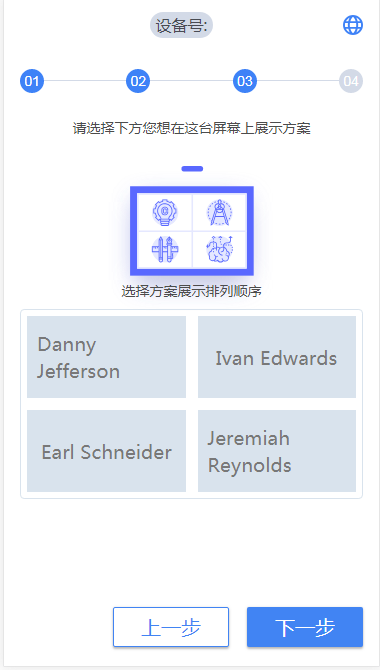 设备号:
01 02 03 04
请选择下方您想在这台屏幕上展示方案
选择方案展示排列顺序
Danny
Jefferson
Ivan Edwards
Earl Schneider
Jeremiah
Reynolds
上一步
下一步